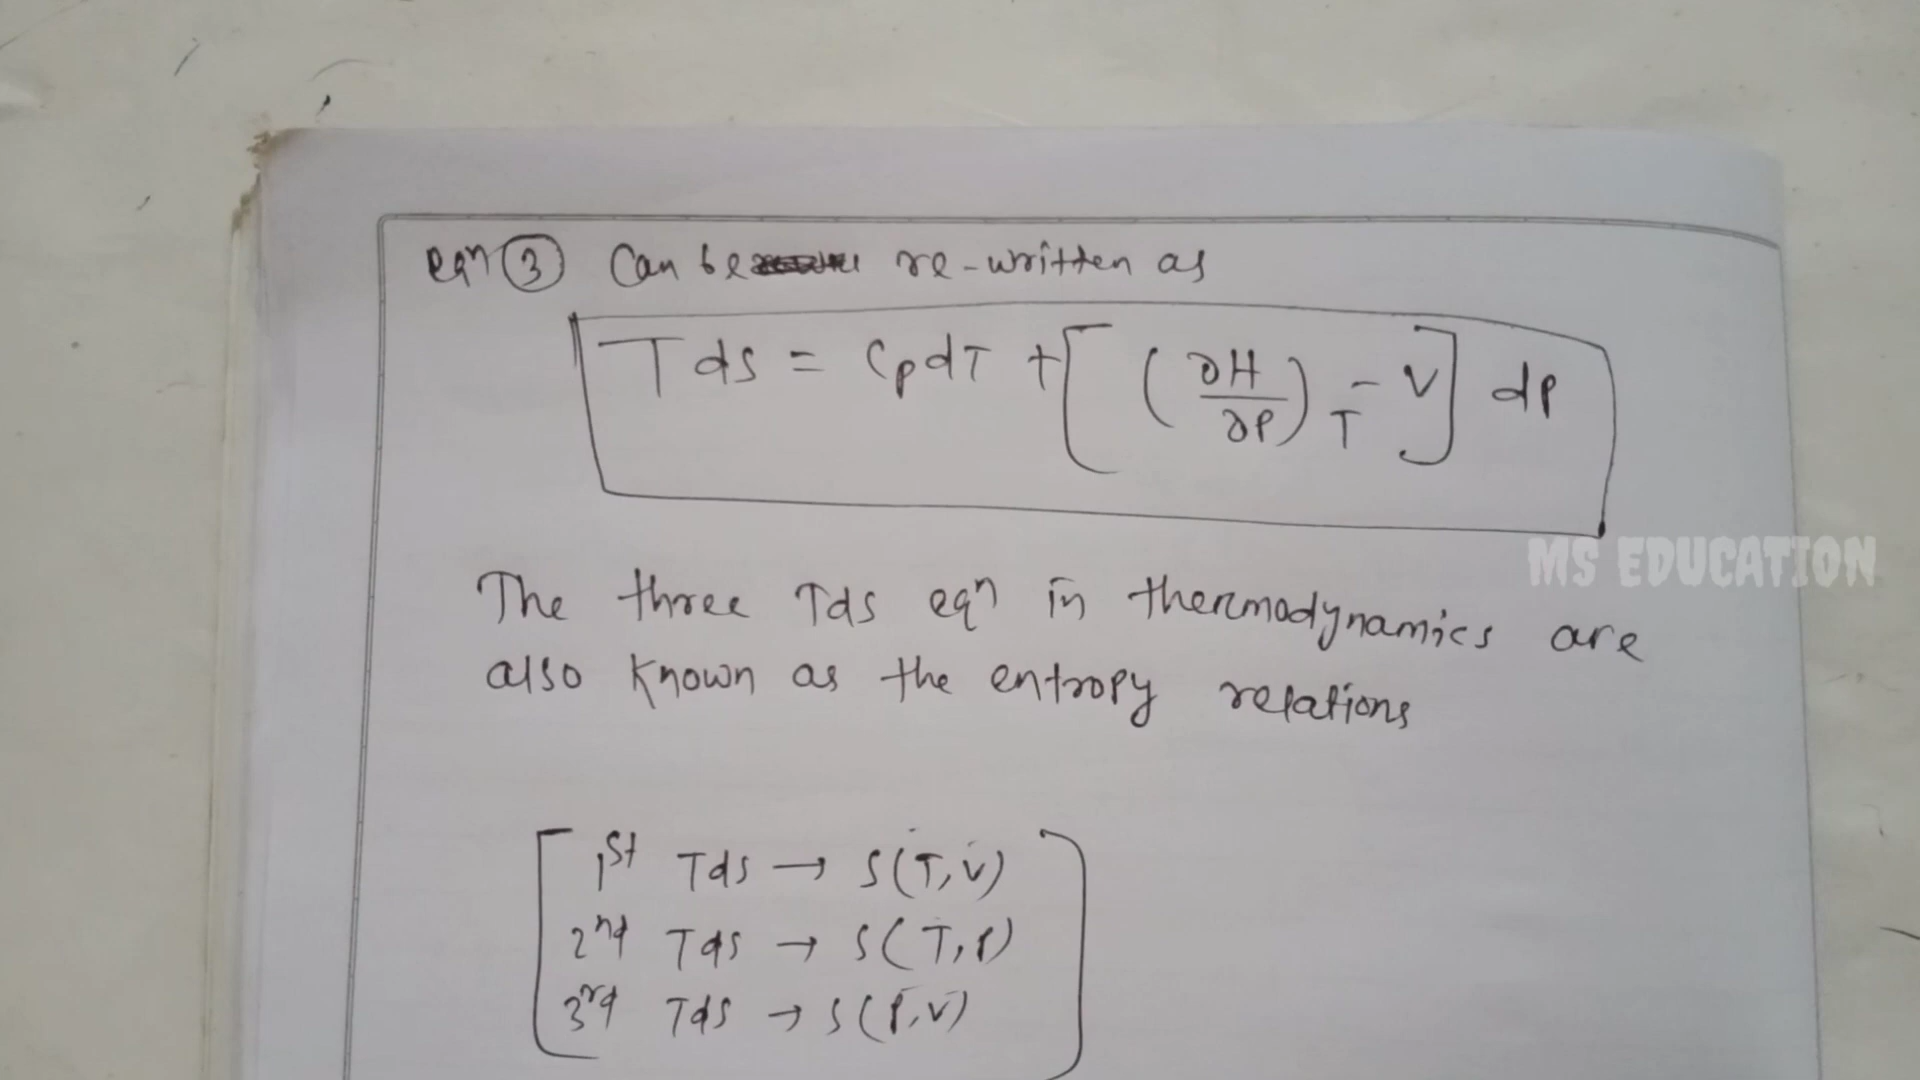 eqn ③ Can be re-written as
Tds = CpdT + [ (∂H/∂P)T - V ] dP
MS EDUCATION
The three Tds eqn in thermodynamics are
also known as the entropy relations
1st Tds → S(T,V)
2nd Tds → S(T,P)
3rd Tds → S(P,V)